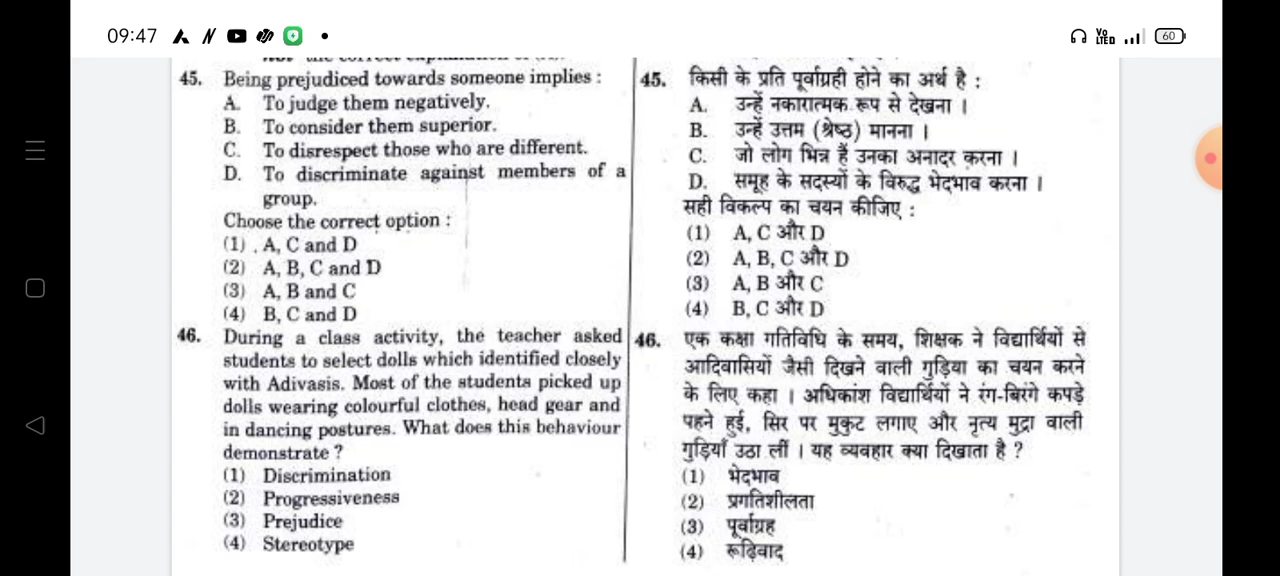 09:47
60
45. Being prejudiced towards someone implies :
A. To judge them negatively.
B. To consider them superior.
C. To disrespect those who are different.
D. To discriminate against members of a
group.
Choose the correct option :
(1) . A, C and D
(2) A, B, C and D
(3) A, B and C
(4) B, C and D
46. During a class activity, the teacher asked
students to select dolls which identified closely
with Adivasis. Most of the students picked up
dolls wearing colourful clothes, head gear and
in dancing postures. What does this behaviour
demonstrate ?
(1) Discrimination
(2) Progressiveness
(3) Prejudice
(4) Stereotype
45. किसी के प्रति पूर्वाग्रही होने का अर्थ है :
A. उन्हें नकारात्मक रूप से देखना ।
B. उन्हें उत्तम (श्रेष्ठ) मानना ।
C. जो लोग भिन्न हैं उनका अनादर करना ।
D. समूह के सदस्यों के विरुद्ध भेदभाव करना ।
सही विकल्प का चयन कीजिए :
(1) A, C और D
(2) A, B, C और D
(3) A, B और C
(4) B, C और D
46. एक कक्षा गतिविधि के समय, शिक्षक ने विद्यार्थियों से
आदिवासियों जैसी दिखने वाली गुड़िया का चयन करने
के लिए कहा । अधिकांश विद्यार्थियों ने रंग-बिरंगे कपड़े
पहने हुई, सिर पर मुकुट लगाए और नृत्य मुद्रा वाली
गुड़ियाँ उठा लीं । यह व्यवहार क्या दिखाता है ?
(1) भेदभाव
(2) प्रगतिशीलता
(3) पूर्वाग्रह
(4) रूढ़िवाद